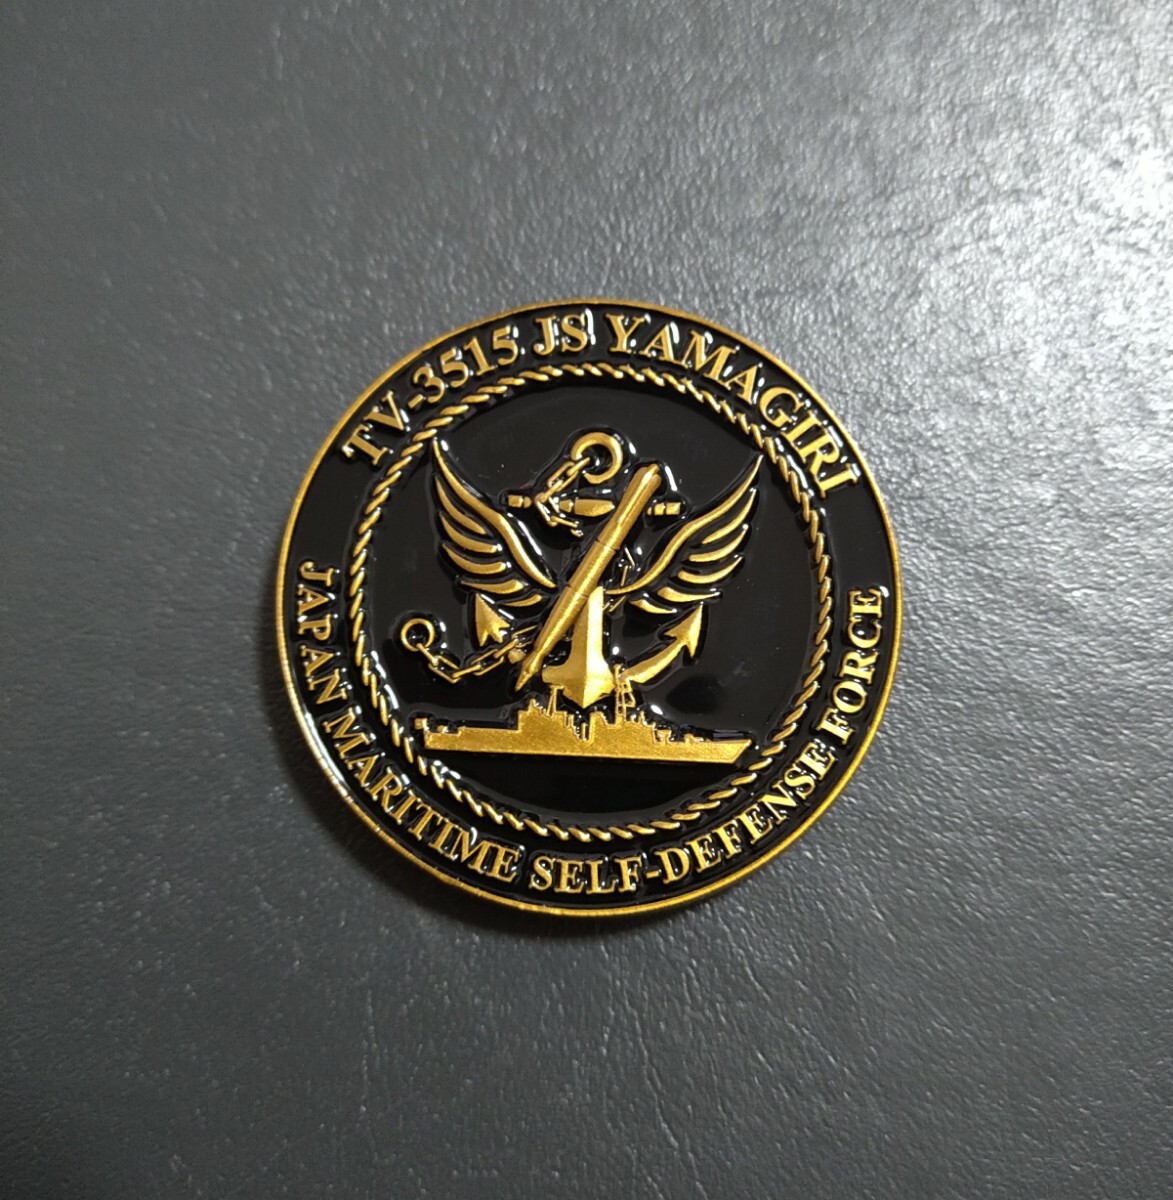 TV-3515 JS YAMAGIRI
JAPAN MARITIME SELF-DEFENSE FORCE